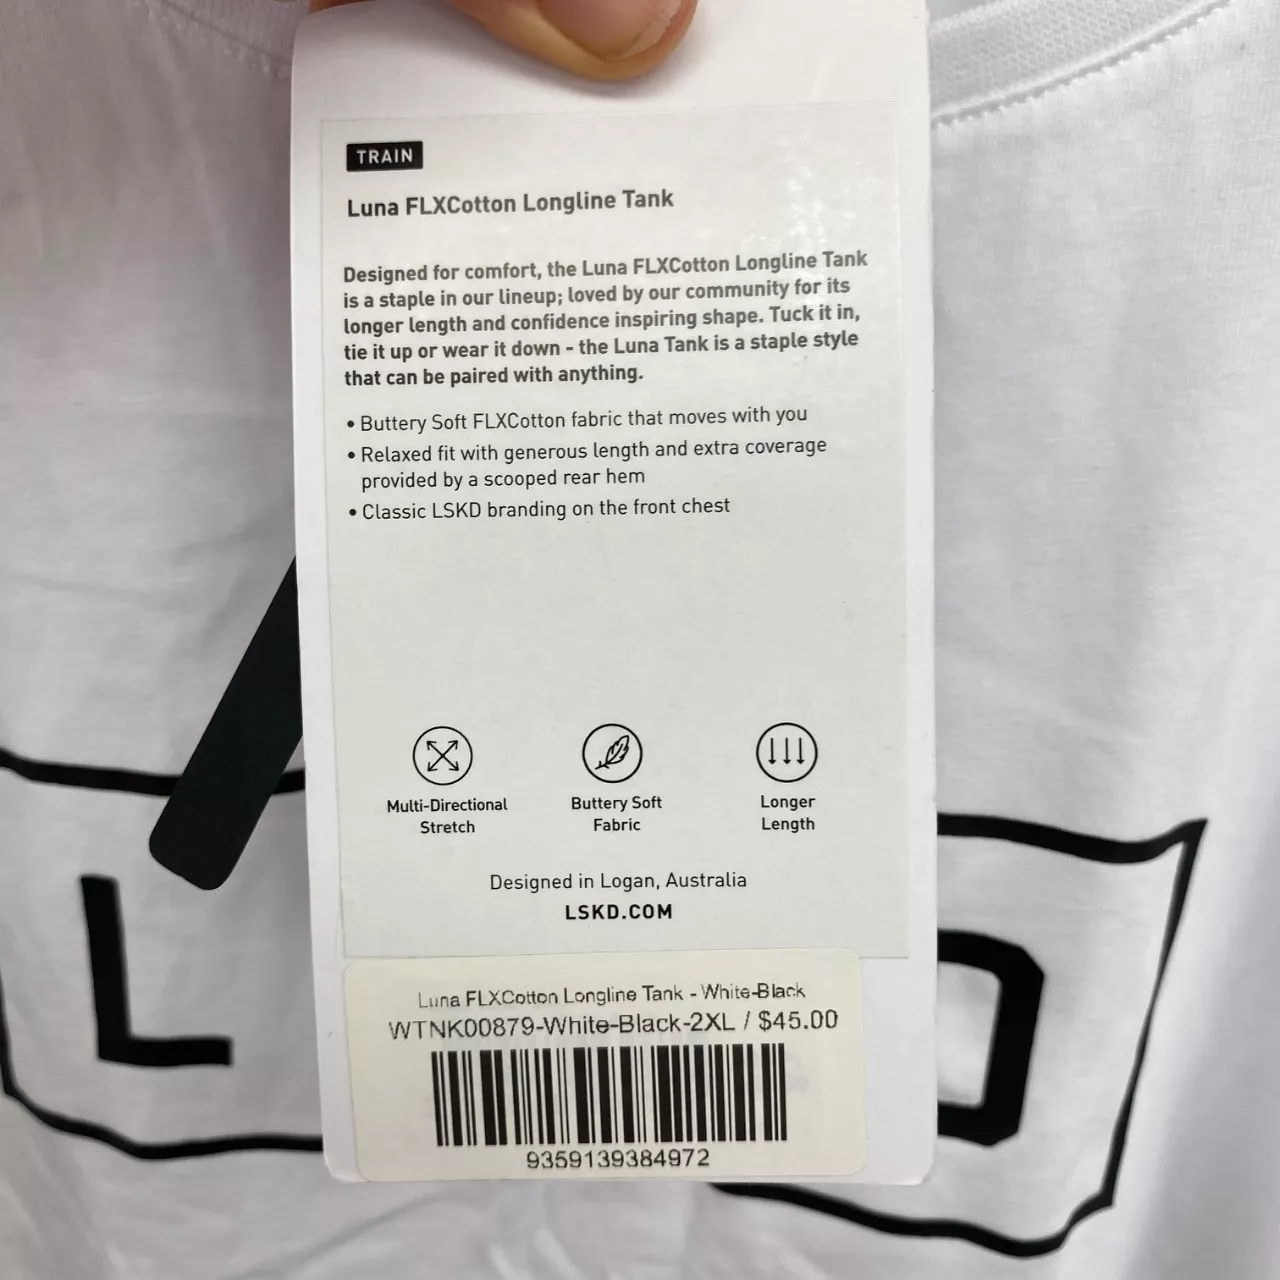 TRAIN
Luna FLXCotton Longline Tank
Designed for comfort, the Luna FLXCotton Longline Tank
is a staple in our lineup; loved by our community for its
longer length and confidence inspiring shape. Tuck it in,
tie it up or wear it down - the Luna Tank is a staple style
that can be paired with anything.
• Buttery Soft FLXCotton fabric that moves with you
• Relaxed fit with generous length and extra coverage
provided by a scooped rear hem
• Classic LSKD branding on the front chest
Multi-Directional
Stretch
Buttery Soft
Fabric
Longer
Length
Designed in Logan, Australia
LSKD.COM
L D
Luna FLXCotton Longline Tank - White-Black
WTNK00879-White-Black-2XL / $45.00
9359139384972